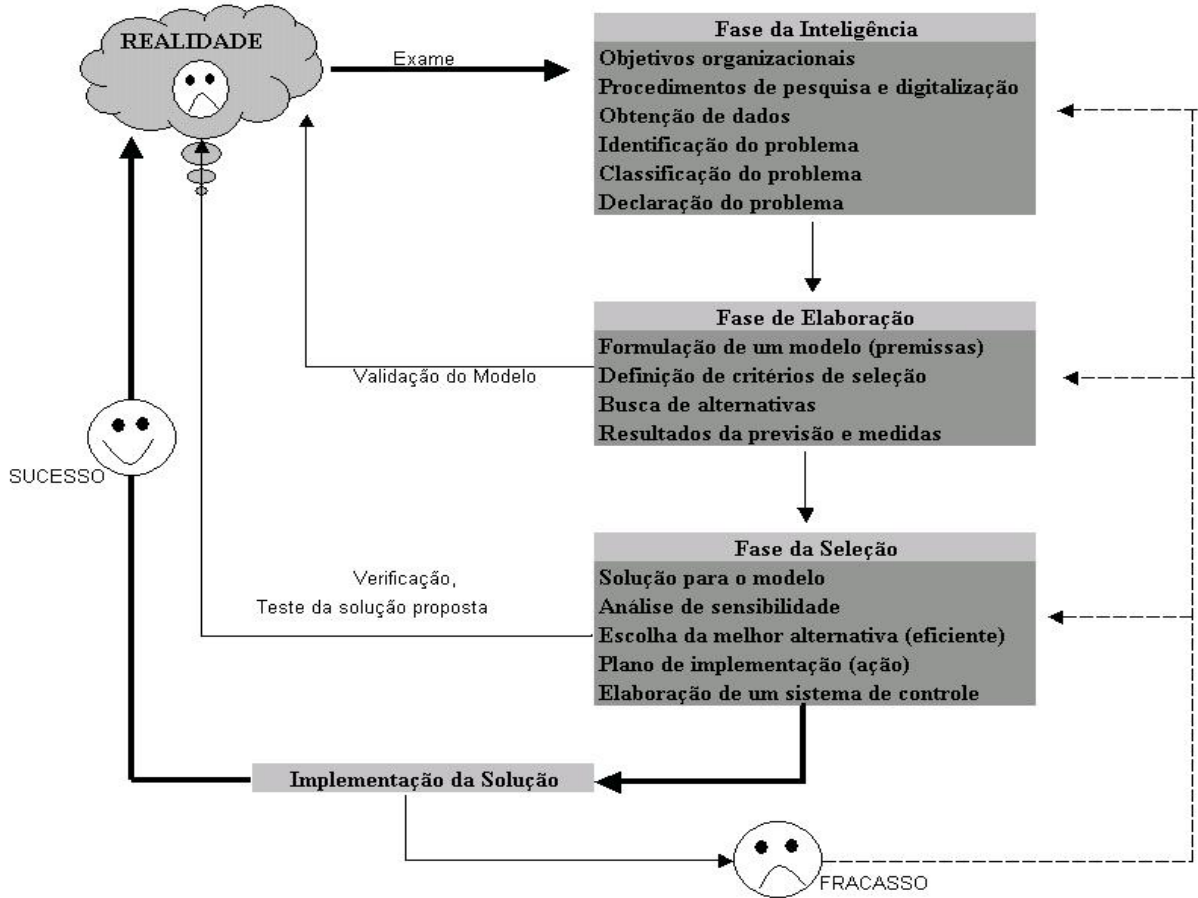 REALIDADE
Exame
Fase da Inteligência
Objetivos organizacionais
Procedimentos de pesquisa e digitalização
Obtenção de dados
Identificação do problema
Classificação do problema
Declaração do problema
Fase de Elaboração
Formulação de um modelo (premissas)
Definição de critérios de seleção
Busca de alternativas
Resultados da previsão e medidas
Validação do Modelo
SUCESSO
Fase da Seleção
Solução para o modelo
Análise de sensibilidade
Escolha da melhor alternativa (eficiente)
Plano de implementação (ação)
Elaboração de um sistema de controle
Verificação,
Teste da solução proposta
Implementação da Solução
FRACASSO